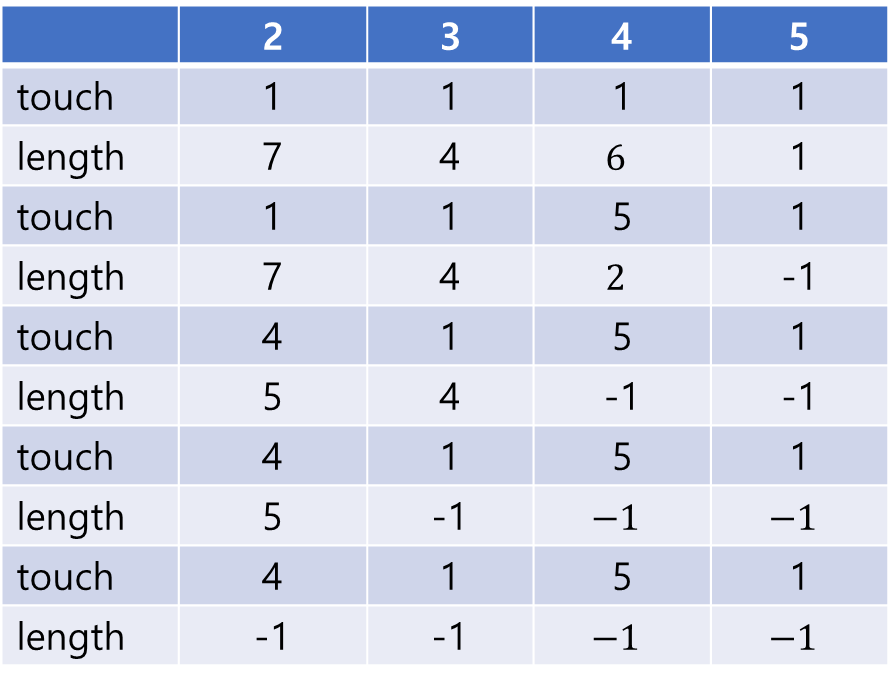 2 3 4 5
touch 1 1 1 1
length 7 4 6 1
touch 1 1 5 1
length 7 4 2 -1
touch 4 1 5 1
length 5 4 -1 -1
touch 4 1 5 1
length 5 -1 −1 −1
touch 4 1 5 1
length -1 -1 −1 −1